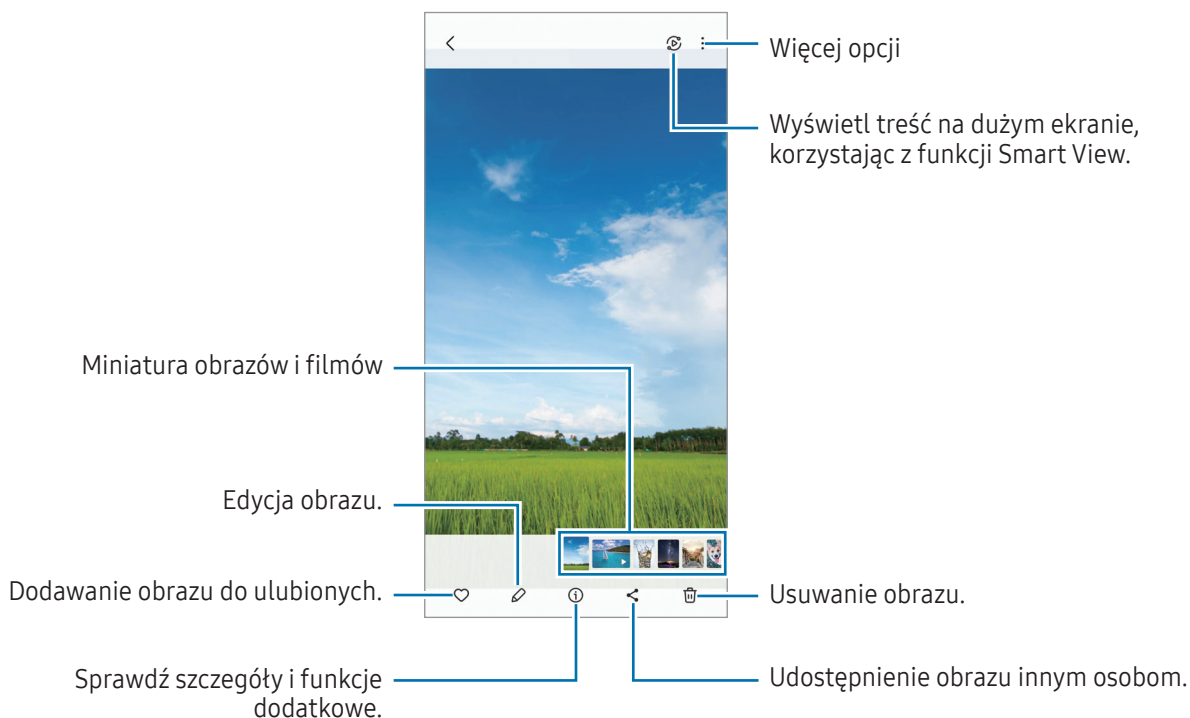 Więcej opcji
Wyświetl treść na dużym ekranie,
korzystając z funkcji Smart View.
Miniatura obrazów i filmów
Edycja obrazu.
Dodawanie obrazu do ulubionych.
Usuwanie obrazu.
Sprawdź szczegóły i funkcje
dodatkowe.
Udostępnienie obrazu innym osobom.